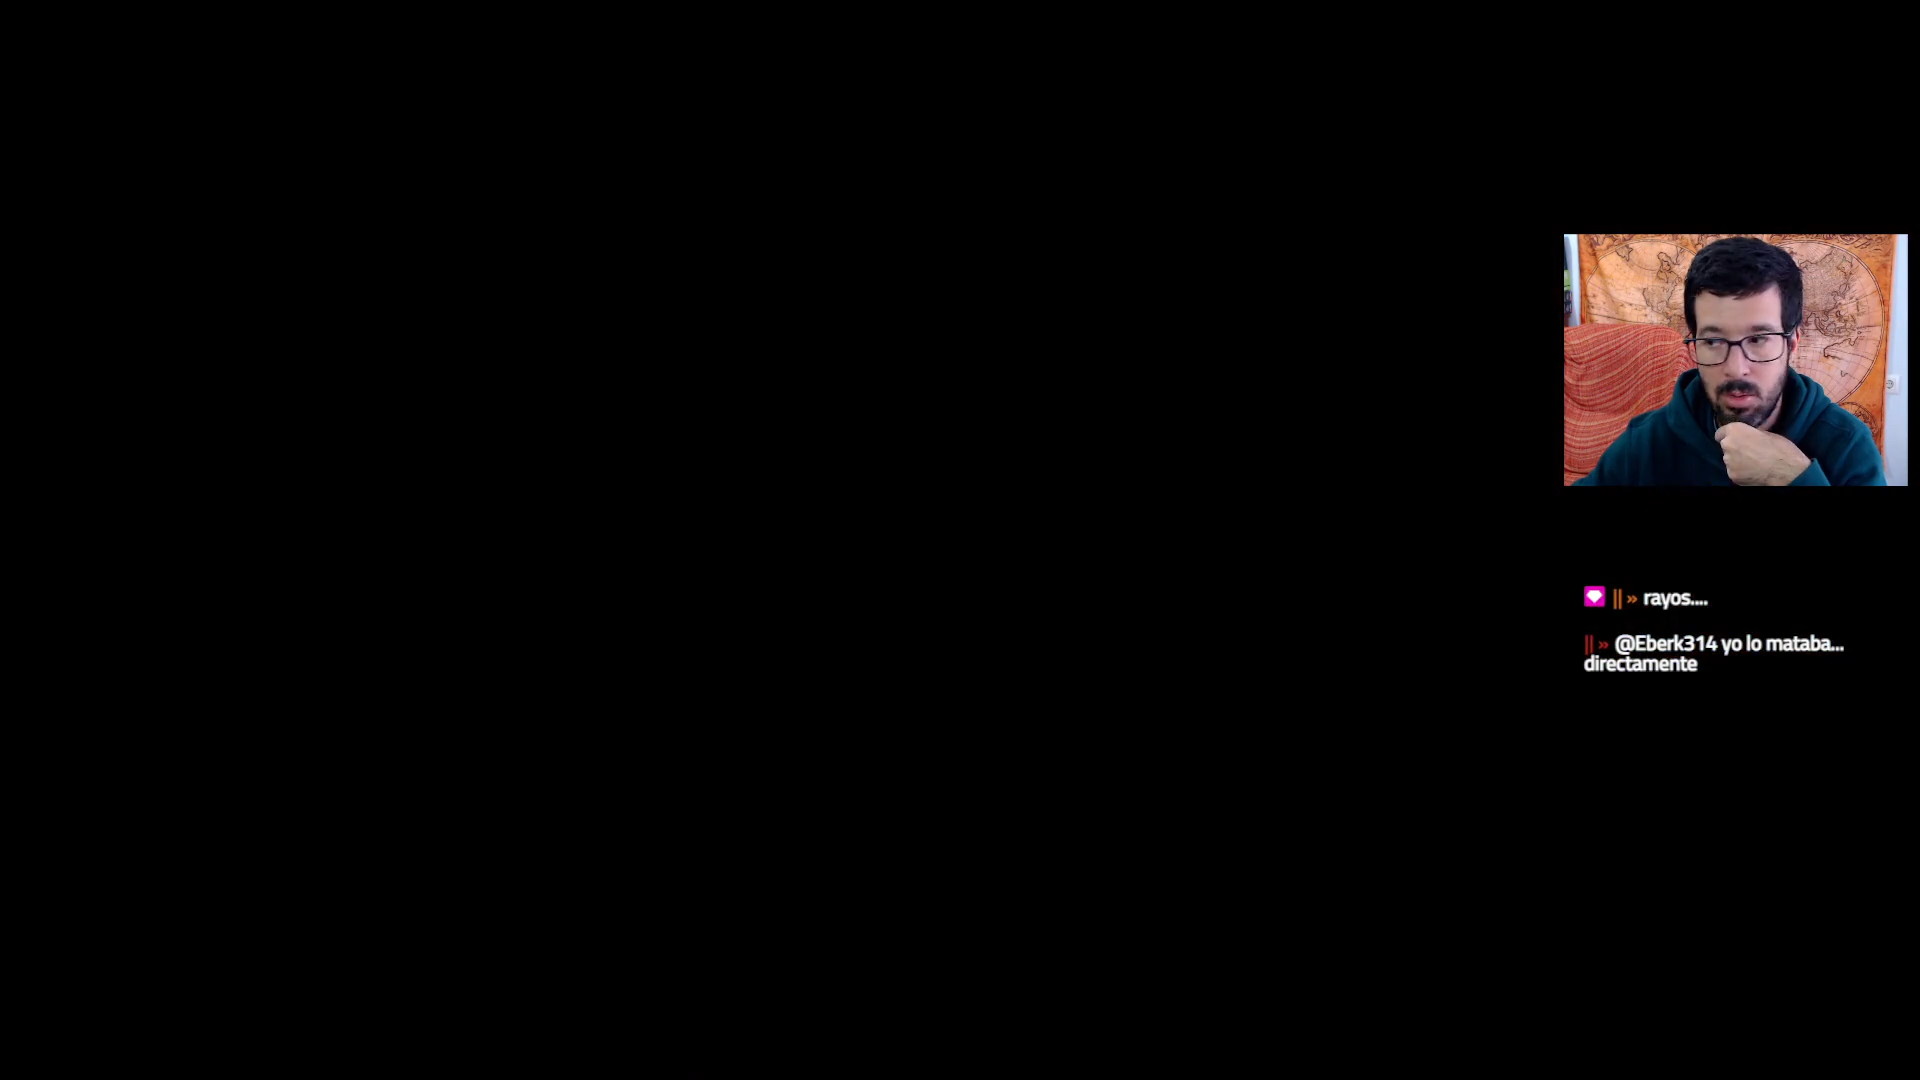 || » rayos....
|| » @Eberk314 yo lo mataba...
directamente